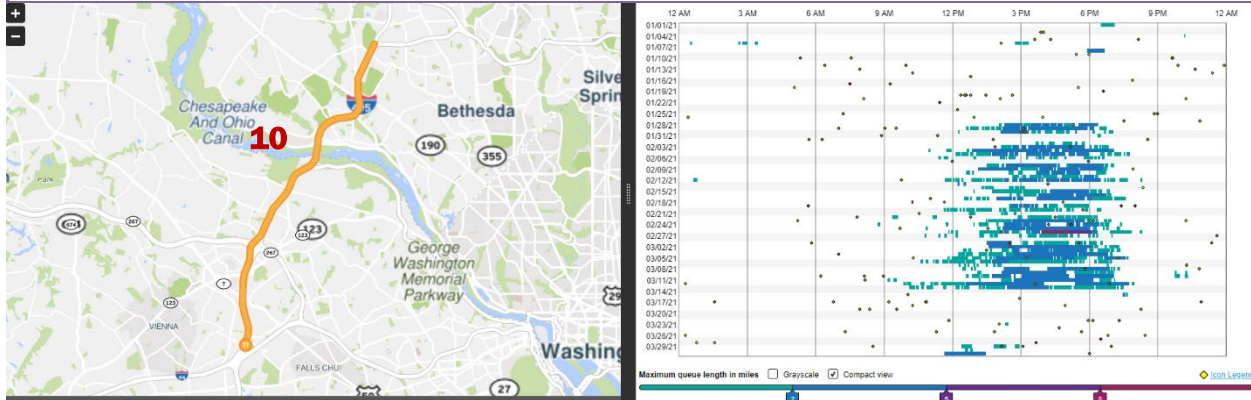 +
−
Chesapeake
And Ohio
Canal
10
Bethesda
Silve
Sprin
190
355
Park
267
123
123
267
7
George
Washington
Memorial
Parkway
29
123
VIENNA
FALLS CHU
Washing
27
12 AM 3 AM 6 AM 9 AM 12 PM 3 PM 6 PM 9 PM 12 AM
01/01/21
01/04/21
01/07/21
01/10/21
01/13/21
01/16/21
01/19/21
01/22/21
01/25/21
01/28/21
01/31/21
02/03/21
02/06/21
02/09/21
02/12/21
02/15/21
02/18/21
02/21/21
02/24/21
02/27/21
03/02/21
03/05/21
03/08/21
03/11/21
03/14/21
03/17/21
03/20/21
03/23/21
03/26/21
03/29/21
Maximum queue length in miles Grayscale Compact view Icon Legen